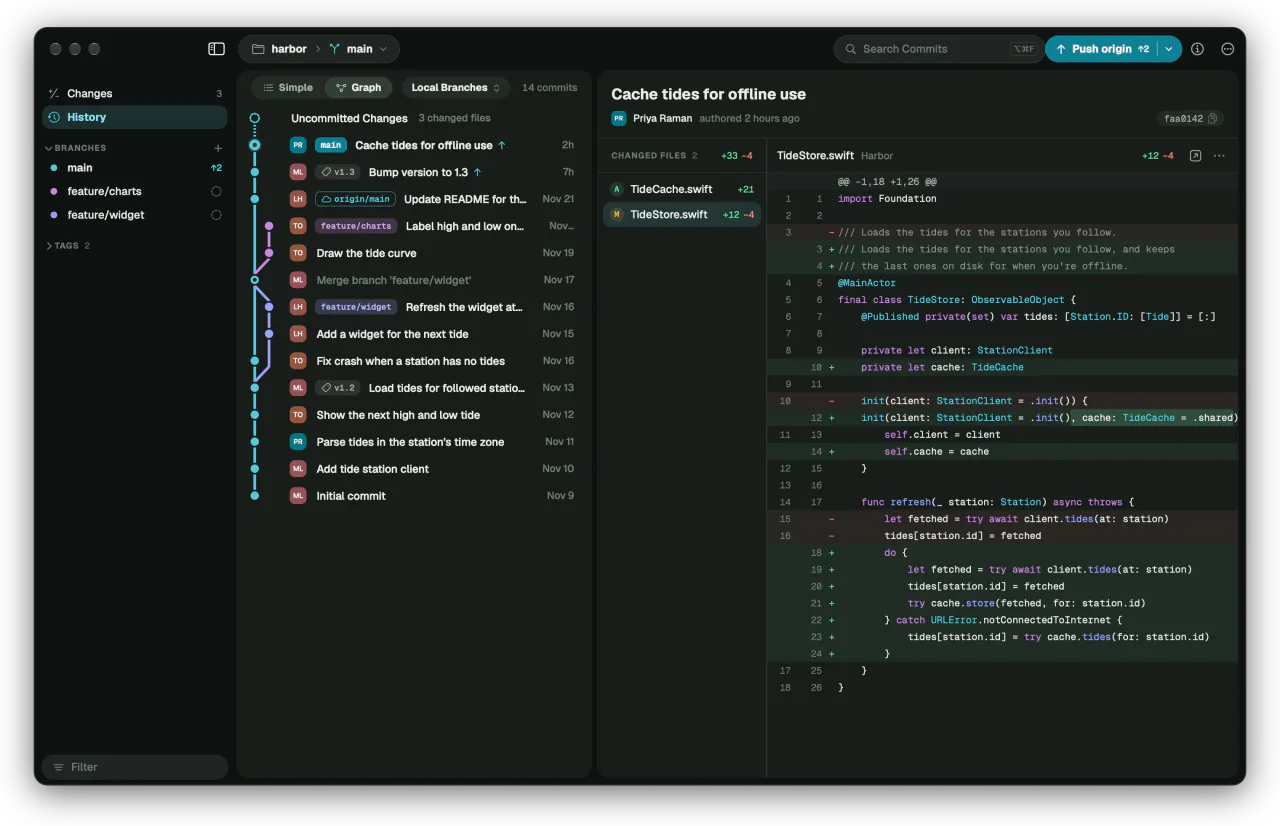 harbor > main
Search Commits ⌥⌘F
Push origin ↑2
Changes 3
History
BRANCHES +
main ↑2
feature/charts
feature/widget
TAGS 2
Filter
Simple Graph Local Branches 14 commits
Uncommitted Changes 3 changed files
PR main Cache tides for offline use ↑ 2h
ML v1.3 Bump version to 1.3 ↑ 7h
LH origin/main Update README for th... Nov 21
TO feature/charts Label high and low on... Nov...
TO Draw the tide curve Nov 19
ML Merge branch 'feature/widget' Nov 17
LH feature/widget Refresh the widget at... Nov 16
LH Add a widget for the next tide Nov 15
TO Fix crash when a station has no tides Nov 16
ML v1.2 Load tides for followed statio... Nov 13
TO Show the next high and low tide Nov 12
PR Parse tides in the station's time zone Nov 11
ML Add tide station client Nov 10
ML Initial commit Nov 9
Cache tides for offline use
PR Priya Raman authored 2 hours ago faa0142
CHANGED FILES 2 +33 -4
A TideCache.swift +21
M TideStore.swift +12 -4
TideStore.swift Harbor +12 -4 ...
@@ -1,18 +1,26 @@
1 1 import Foundation
2 2
3 - /// Loads the tides for the stations you follow.
3 + /// Loads the tides for the stations you follow, and keeps
4 + /// the last ones on disk for when you're offline.
4 5 @MainActor
5 6 final class TideStore: ObservableObject {
6 7 @Published private(set) var tides: [Station.ID: [Tide]] = [:]
7 8
8 9 private let client: StationClient
10 + private let cache: TideCache
9 11
10 - init(client: StationClient = .init()) {
12 + init(client: StationClient = .init(), cache: TideCache = .shared)
11 13 self.client = client
14 + self.cache = cache
12 15 }
13 16
14 17 func refresh(_ station: Station) async throws {
15 - let fetched = try await client.tides(at: station)
16 - tides[station.id] = fetched
18 + do {
19 + let fetched = try await client.tides(at: station)
20 + tides[station.id] = fetched
21 + try cache.store(fetched, for: station.id)
22 + } catch URLError.notConnectedToInternet {
23 + tides[station.id] = try cache.tides(for: station.id)
24 + }
17 25 }
18 26 }